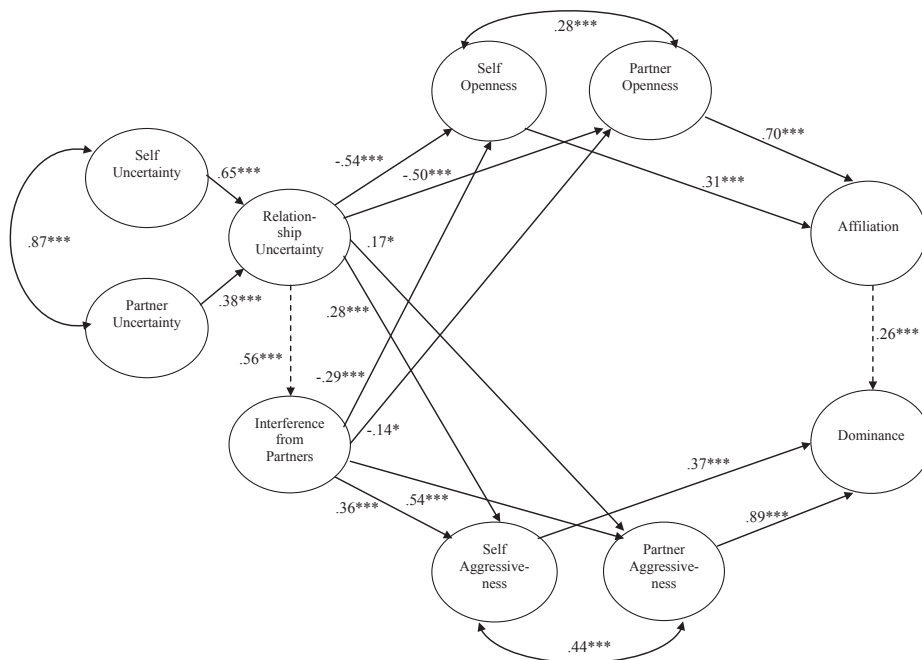 .28***
Self
Openness
Partner
Openness
.70***
Self
Uncertainty
.65***
-.54***
-.50***
.31***
Relation-
ship
Uncertainty
.17*
Affiliation
.87***
Partner
Uncertainty
.38***
.28***
.26***
.56***
-.29***
Interference
from
Partners
-.14*
Dominance
.37***
.36***
.54***
.89***
Self
Aggressive-
ness
Partner
Aggressive-
ness
.44***